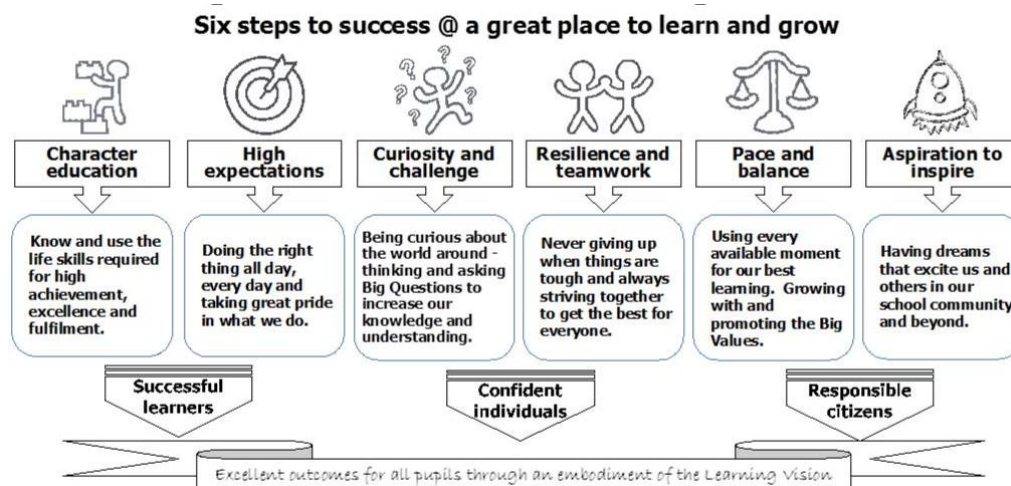 Six steps to success @ a great place to learn and grow
Character
education
High
expectations
Curiosity and
challenge
Resilience and
teamwork
Pace and
balance
Aspiration to
inspire
Know and use the
life skills required
for high
achievement,
excellence and
fulfilment.
Doing the right
thing all day,
every day and
taking great pride
in what we do.
Being curious about
the world around -
thinking and asking
Big Questions to
increase our
knowledge and
understanding.
Never giving up
when things are
tough and always
striving together
to get the best for
everyone.
Using every
available moment
for our best
learning. Growing
with and
promoting the Big
Values.
Having dreams
that excite us and
others in our
school community
and beyond.
Successful
learners
Confident
individuals
Responsible
citizens
Excellent outcomes for all pupils through an embodiment of the Learning Vision